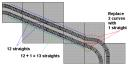 Replace
2 curves
with
1 straight
12 straights
12 + 1 = 13 straights